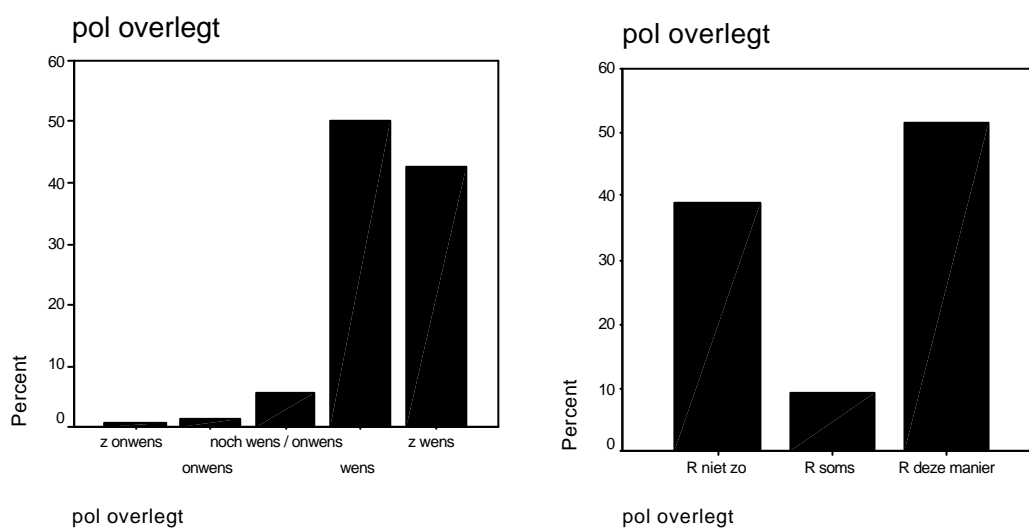 pol overlegt
60
50
40
30
20
10
0
Percent
z onwens
onwens
noch wens / onwens
wens
z wens
pol overlegt
pol overlegt
60
50
40
30
20
10
0
Percent
R niet zo
R soms
R deze manier
pol overlegt